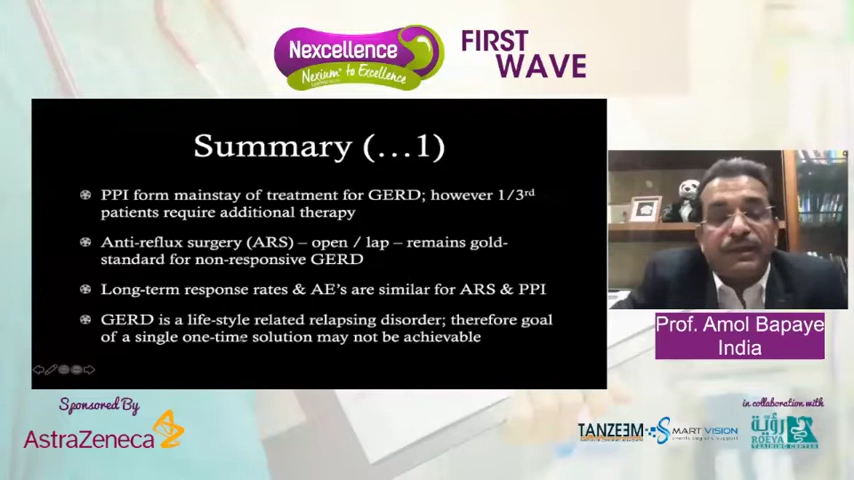 Nexcellence
Nexium® to Excellence
FIRST
WAVE
Summary (...1)
PPI form mainstay of treatment for GERD; however 1/3rd
patients require additional therapy
Anti-reflux surgery (ARS) – open / lap – remains gold-
standard for non-responsive GERD
Long-term response rates & AE's are similar for ARS & PPI
GERD is a life-style related relapsing disorder; therefore goal
of a single one-time solution may not be achievable
Prof. Amol Bapaye
India
Sponsored By
AstraZeneca
in collaboration with
TANZEEM
SMART VISION
رؤية
ROEYA
TRAINING CENTER